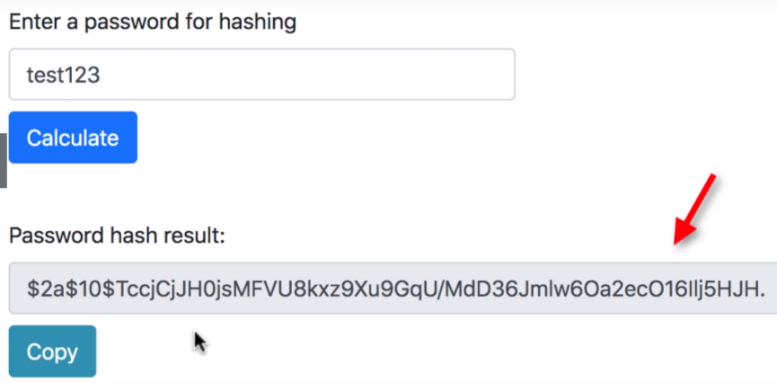 Enter a password for hashing
test123
Calculate
Password hash result:
$2a$10$TccjCjJH0jsMFVU8kxz9Xu9GqU/MdD36Jmlw6Oa2ecO16Ilj5HJH.
Copy